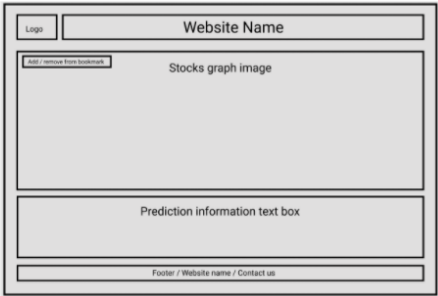 Logo
Website Name
Add / remove from bookmark
Stocks graph image
Prediction information text box
Footer / Website name / Contact us